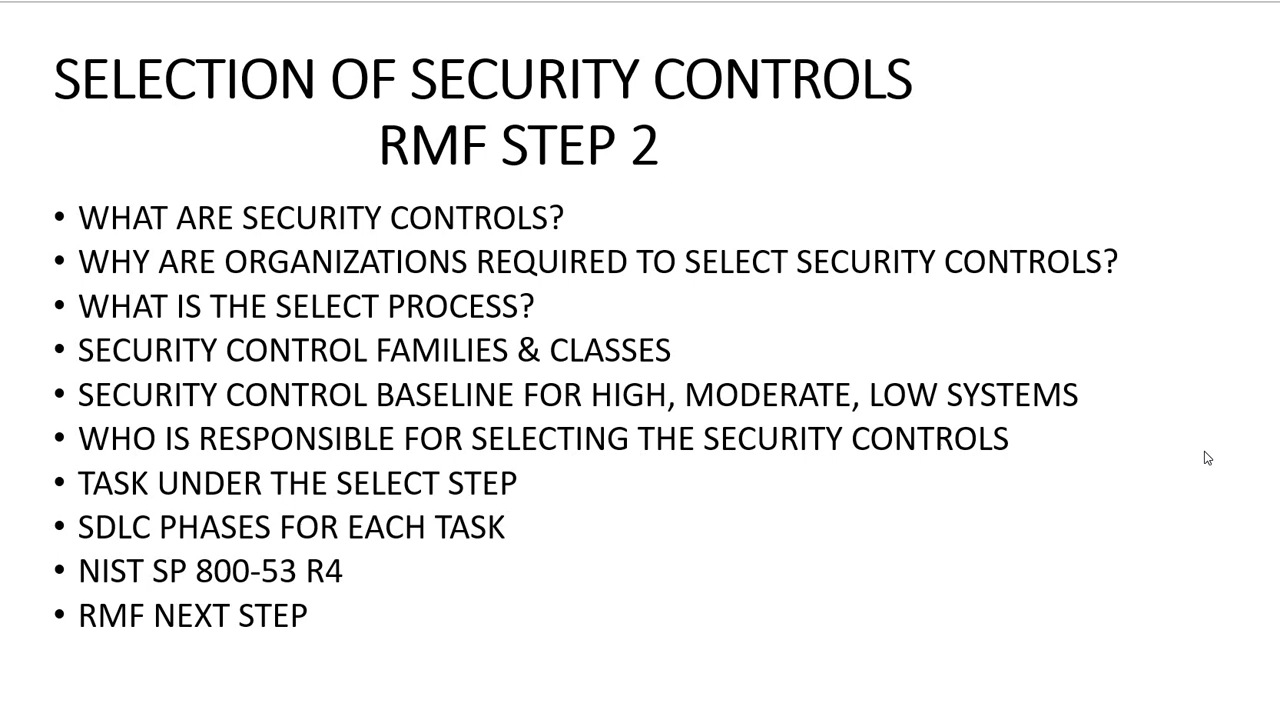 SELECTION OF SECURITY CONTROLS
RMF STEP 2
• WHAT ARE SECURITY CONTROLS?
• WHY ARE ORGANIZATIONS REQUIRED TO SELECT SECURITY CONTROLS?
• WHAT IS THE SELECT PROCESS?
• SECURITY CONTROL FAMILIES & CLASSES
• SECURITY CONTROL BASELINE FOR HIGH, MODERATE, LOW SYSTEMS
• WHO IS RESPONSIBLE FOR SELECTING THE SECURITY CONTROLS
• TASK UNDER THE SELECT STEP
• SDLC PHASES FOR EACH TASK
• NIST SP 800-53 R4
• RMF NEXT STEP